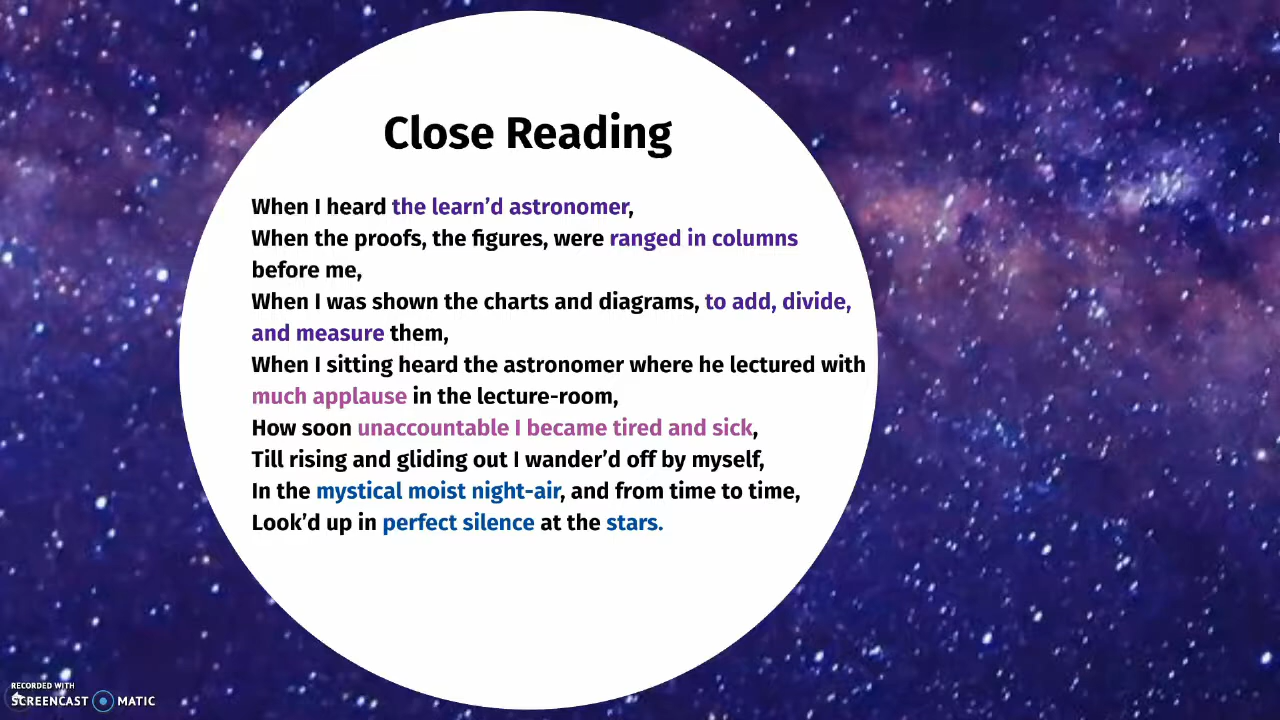 Close Reading
When I heard the learn’d astronomer,
When the proofs, the figures, were ranged in columns
before me,
When I was shown the charts and diagrams, to add, divide,
and measure them,
When I sitting heard the astronomer where he lectured with
much applause in the lecture-room,
How soon unaccountable I became tired and sick,
Till rising and gliding out I wander’d off by myself,
In the mystical moist night-air, and from time to time,
Look’d up in perfect silence at the stars.
RECORDED WITH
SCREENCAST MATIC